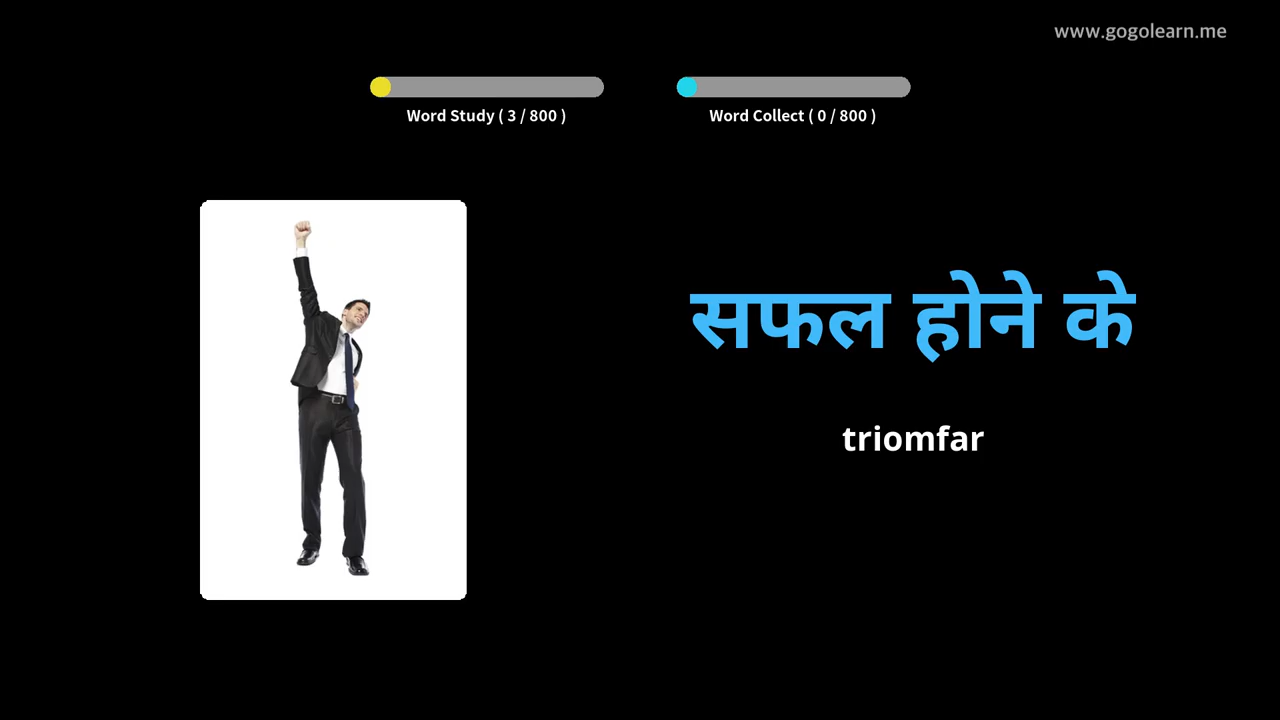 www.gogolearn.me
Word Study ( 3 / 800 )
Word Collect ( 0 / 800 )
सफल होने के
triomfar